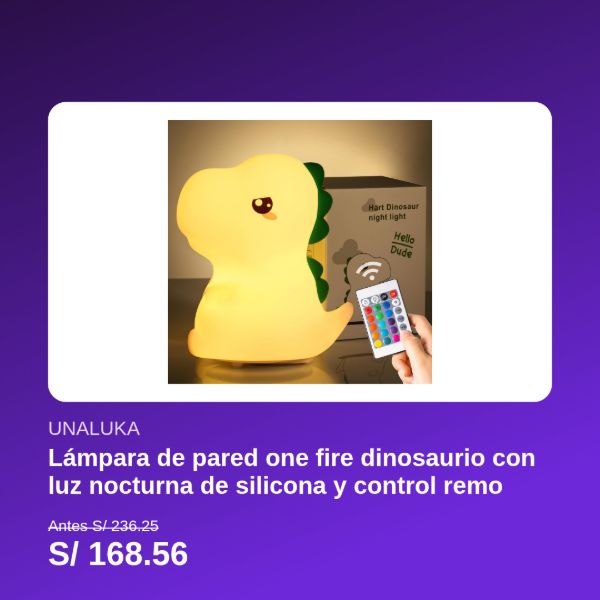 Hart Dinosaur
night light
Hello
Dude
UNALUKA
Lámpara de pared one fire dinosaurio con
luz nocturna de silicona y control remo
Antes S/ 236.25
S/ 168.56